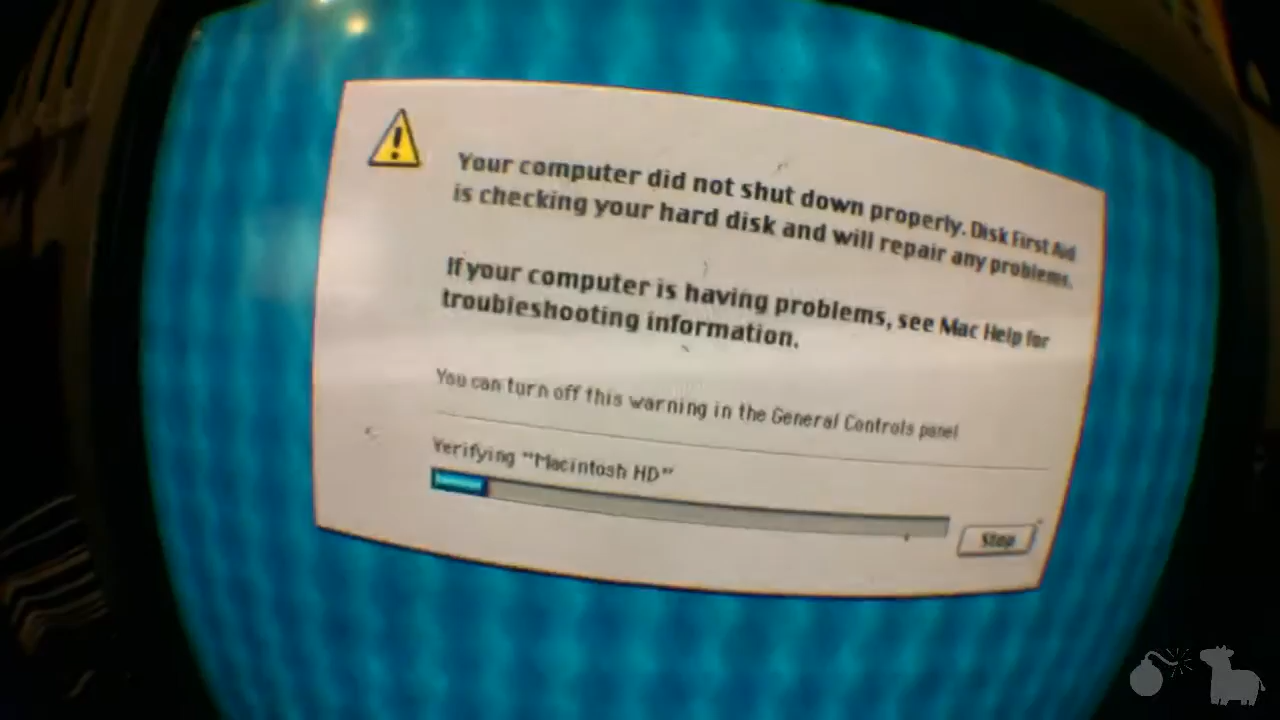 Your computer did not shut down properly. Disk First Aid
is checking your hard disk and will repair any problems.
If your computer is having problems, see Mac Help for
troubleshooting information.
You can turn off this warning in the General Controls panel
Verifying "Macintosh HD"
Stop